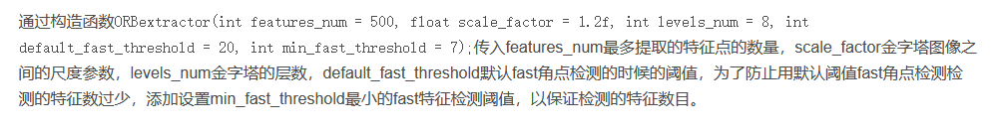 通过构造函数ORBextractor(int features_num = 500, float scale_factor = 1.2f, int levels_num = 8, int
default_fast_threshold = 20, int min_fast_threshold = 7);传入features_num最多提取的特征点的数量，scale_factor金字塔图像之
间的尺度参数，levels_num金字塔的层数，default_fast_threshold默认fast角点检测的时候的阈值，为了防止用默认阈值fast角点检测检
测的特征数过少，添加设置min_fast_threshold最小的fast特征检测阈值，以保证检测的特征数目。